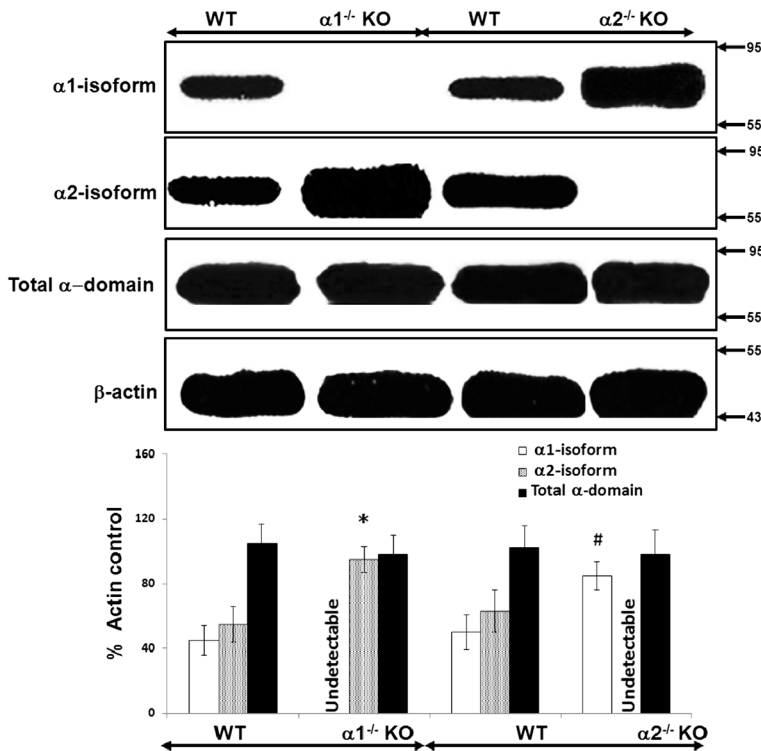 WT α1⁻/⁻ KO WT α2⁻/⁻ KO
95
α1-isoform
55
95
α2-isoform
55
95
Total α−domain
55
55
β-actin
43
160
α1-isoform
α2-isoform
Total α-domain
120
*
#
80
% Actin control
Undetectable
Undetectable
40
0
WT α1⁻/⁻ KO WT α2⁻/⁻ KO